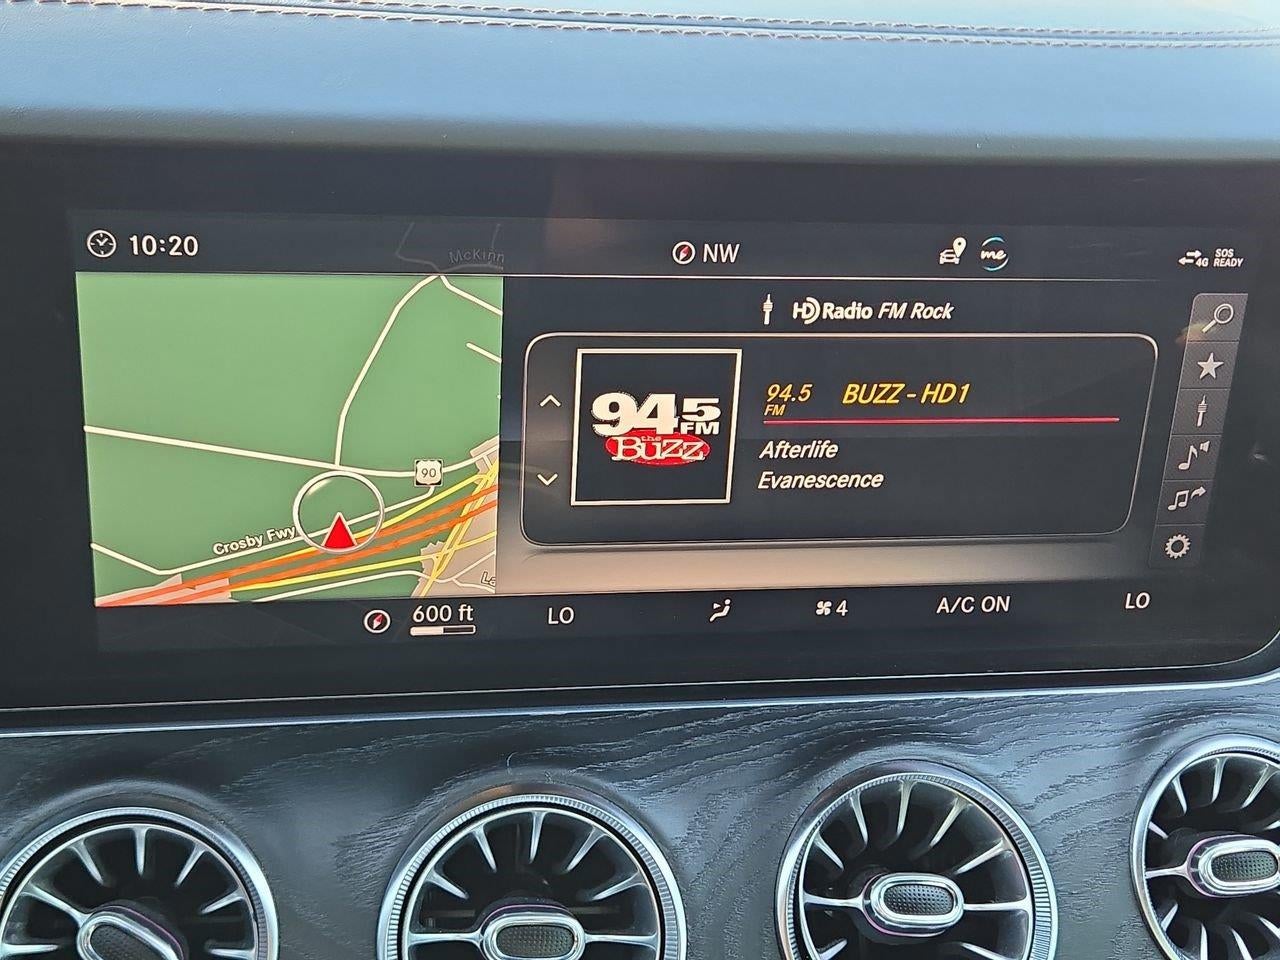 10:20
McKinn
NW
me
4G
SOS
READY
HD Radio FM Rock
94.5
FM
the
BuZZ
94.5
FM
BUZZ - HD1
Afterlife
Evanescence
90
Crosby Fwy
La
600 ft
LO
4
A/C ON
LO